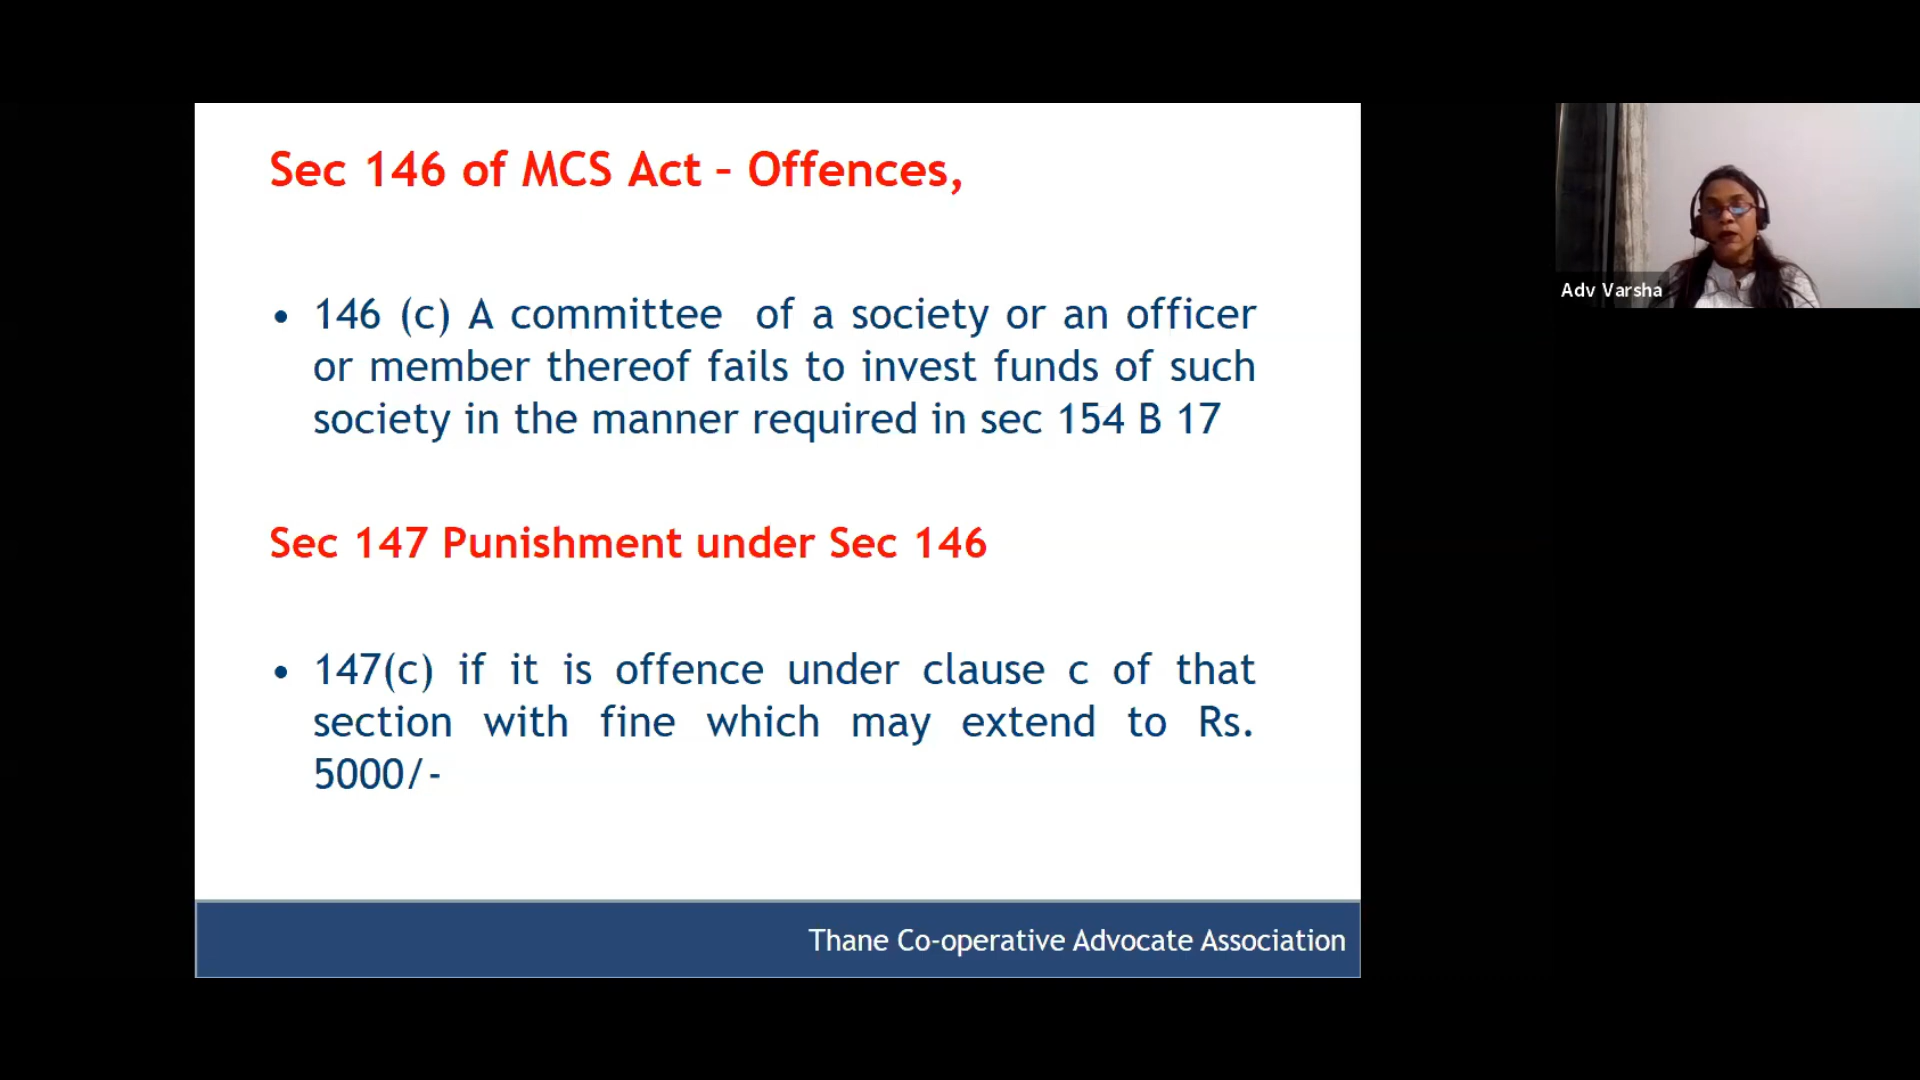 Sec 146 of MCS Act – Offences,
• 146 (c) A committee of a society or an officer
or member thereof fails to invest funds of such
society in the manner required in sec 154 B 17
Sec 147 Punishment under Sec 146
• 147(c) if it is offence under clause c of that
section with fine which may extend to Rs.
5000/-
Thane Co-operative Advocate Association
Adv Varsha